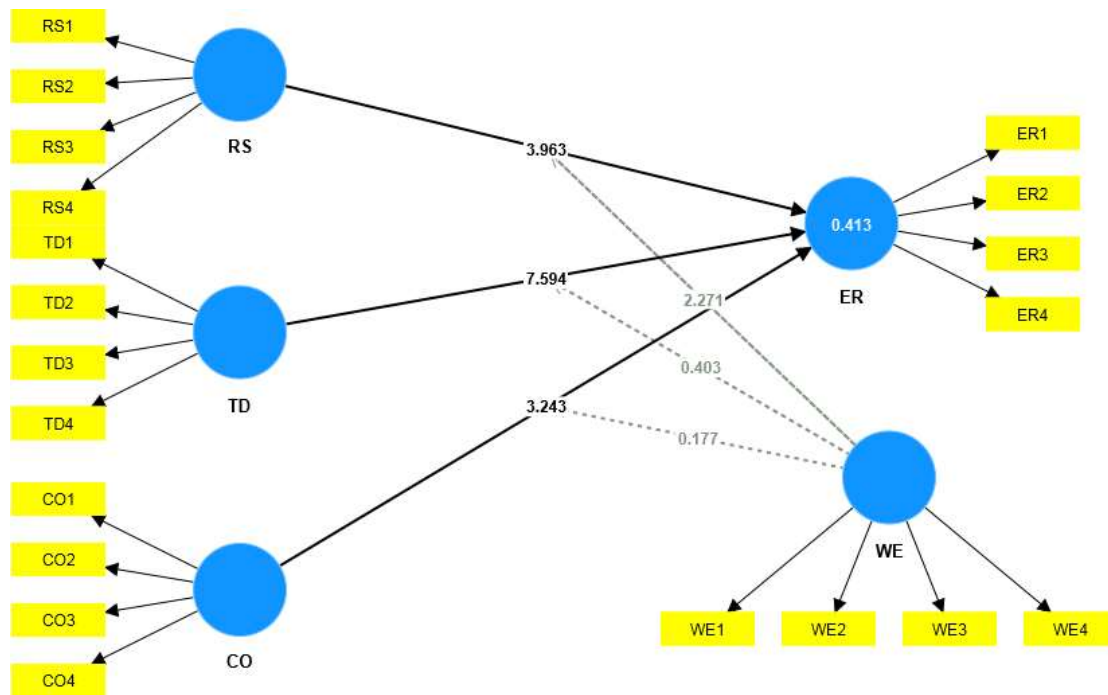 RS1
RS2
RS3
RS4
RS
TD1
TD2
TD3
TD4
TD
CO1
CO2
CO3
CO4
CO
3.963
7.594
3.243
2.271
0.403
0.177
0.413
ER
ER1
ER2
ER3
ER4
WE
WE1
WE2
WE3
WE4